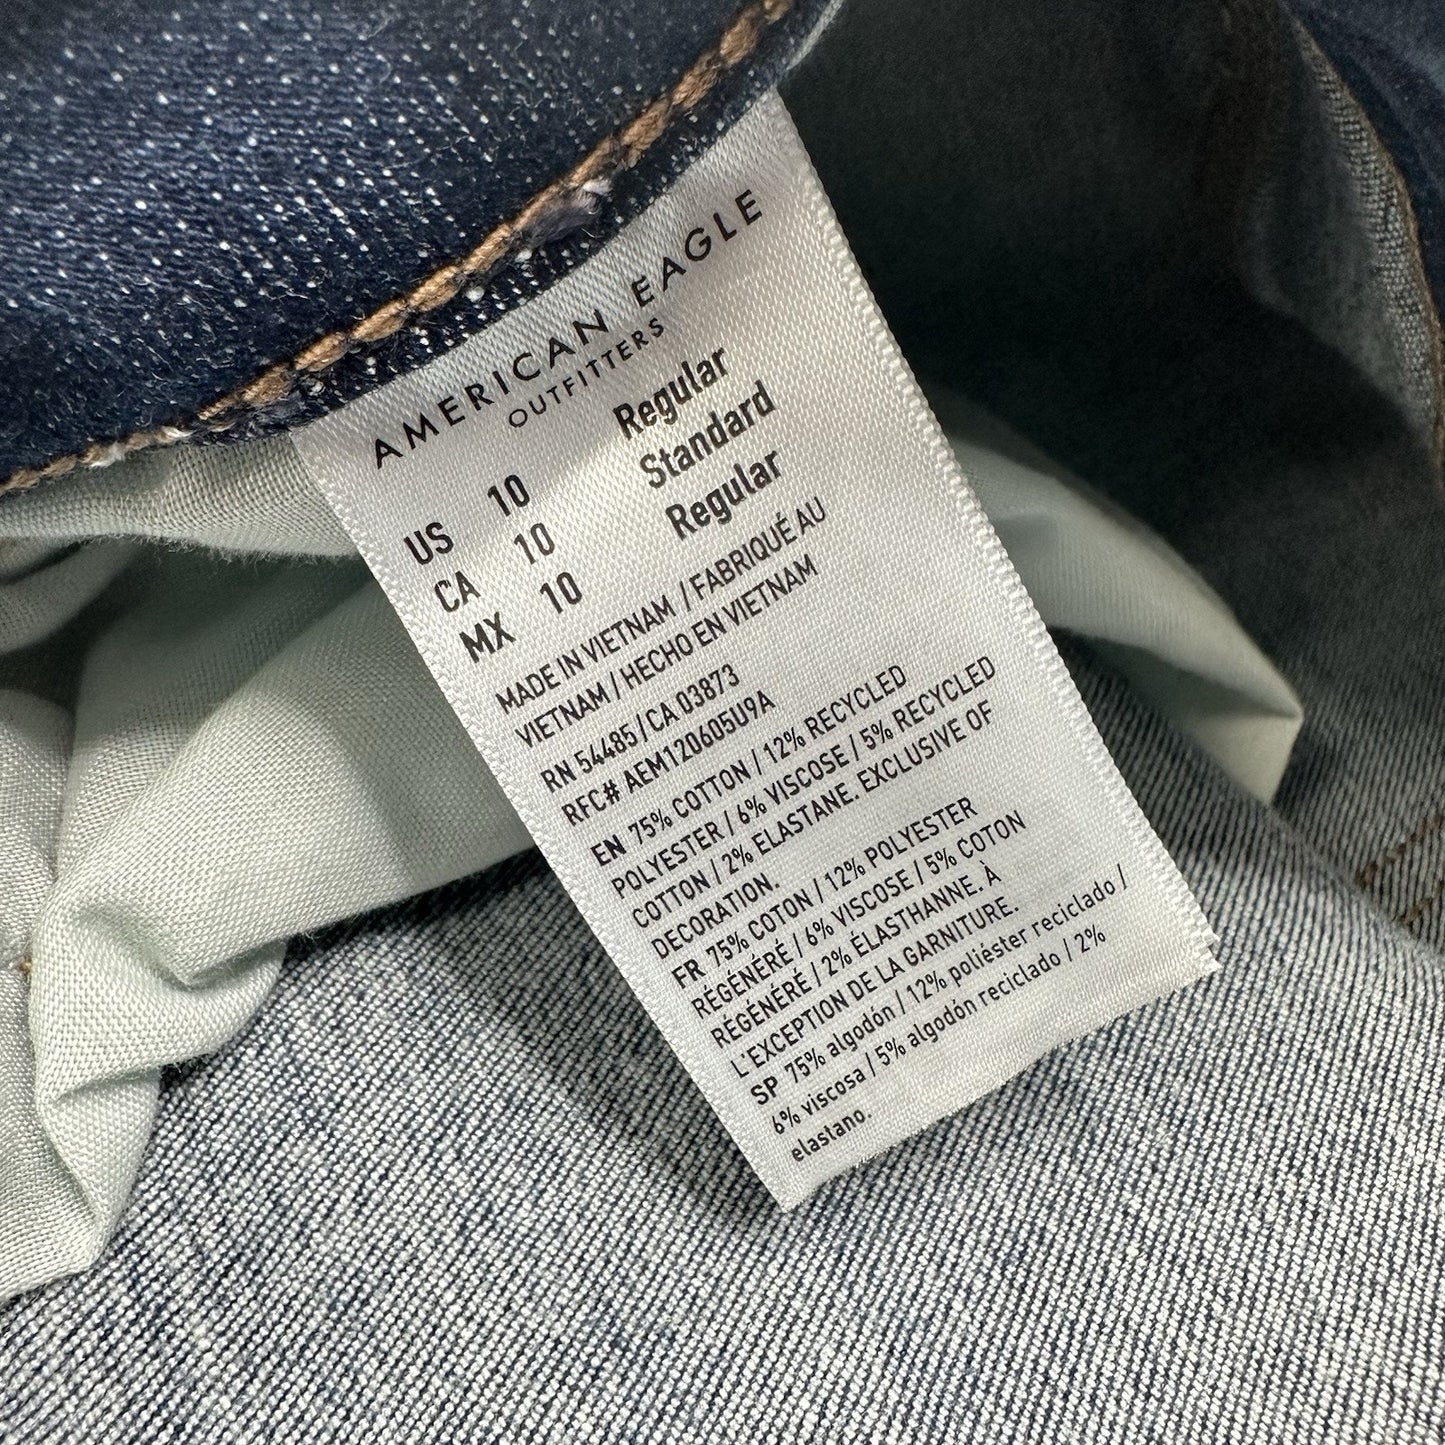 AMERICAN EAGLE
OUTFITTERS
US 10 Regular
CA 10 Standard
MX 10 Regular
MADE IN VIETNAM / FABRIQUÉ AU
VIETNAM / HECHO EN VIETNAM
RN 54485 / CA 03873
RFC# AEM120605U9A
EN 75% COTTON / 12% RECYCLED
POLYESTER / 6% VISCOSE / 5% RECYCLED
COTTON / 2% ELASTANE. EXCLUSIVE OF
DECORATION.
FR 75% COTON / 12% POLYESTER
RÉGÉNÉRÉ / 6% VISCOSE / 5% COTON
RÉGÉNÉRÉ / 2% ÉLASTHANNE. À
L'EXCEPTION DE LA GARNITURE.
SP 75% algodón / 12% poliéster reciclado /
6% viscosa / 5% algodón reciclado / 2%
elastano.